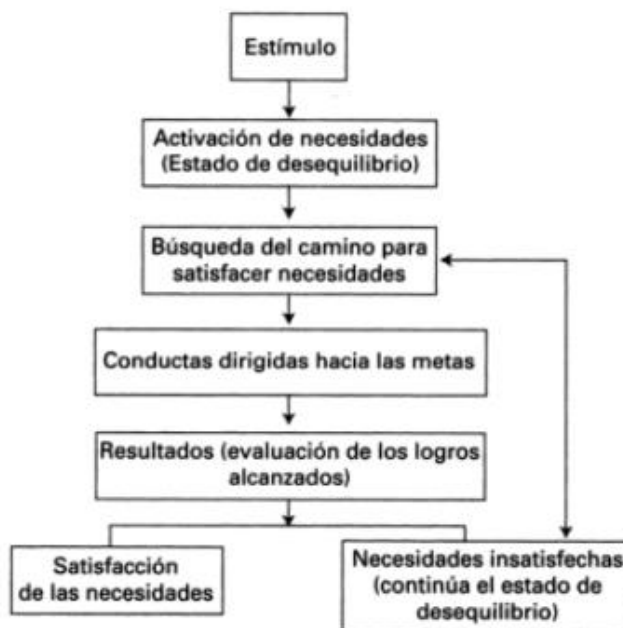 Estímulo
Activación de necesidades
(Estado de desequilibrio)
Búsqueda del camino para
satisfacer necesidades
Conductas dirigidas hacia las metas
Resultados (evaluación de los logros
alcanzados)
Satisfacción
de las necesidades
Necesidades insatisfechas
(continúa el estado de
desequilibrio)